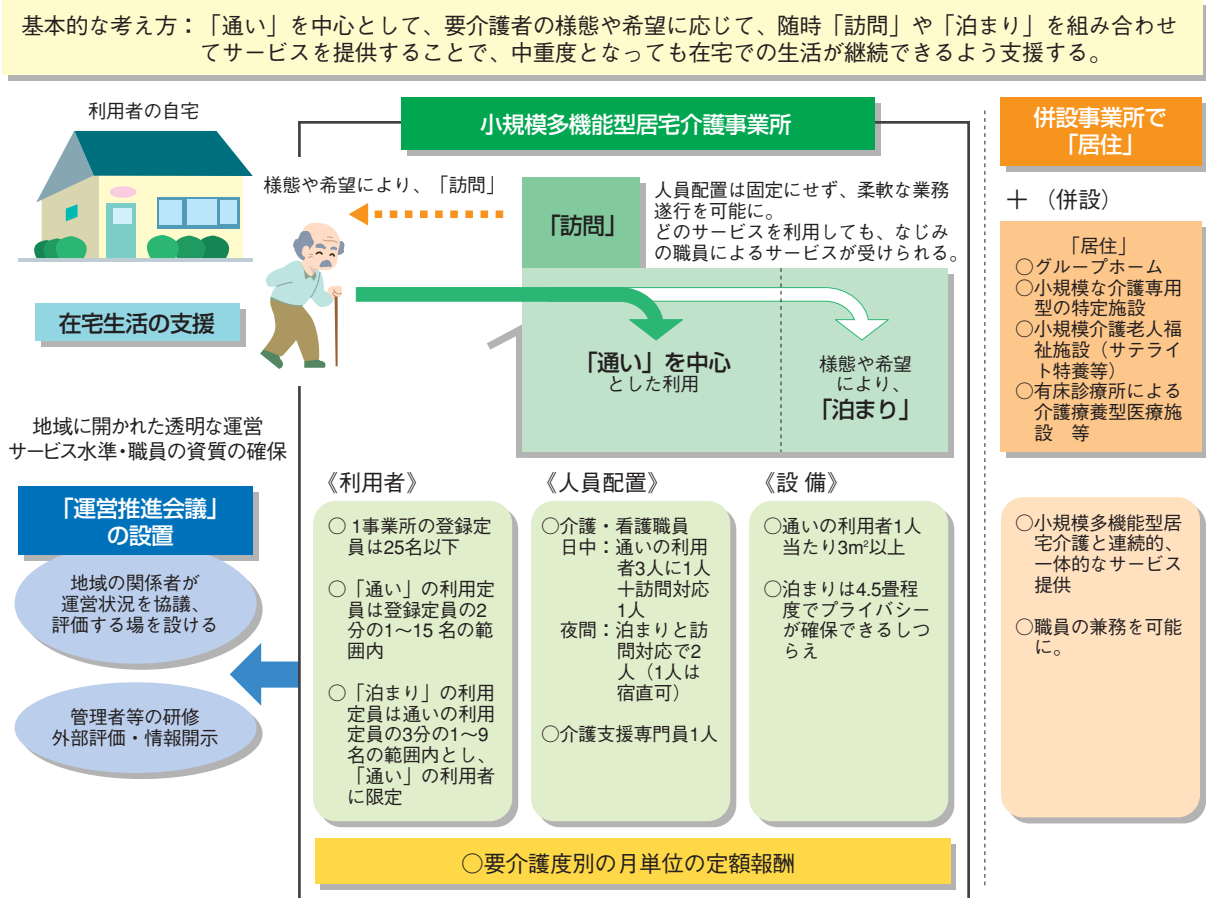 基本的な考え方：「通い」を中心として、要介護者の様態や希望に応じて、随時「訪問」や「泊まり」を組み合わせ
てサービスを提供することで、中重度となっても在宅での生活が継続できるよう支援する。
利用者の自宅
小規模多機能型居宅介護事業所
併設事業所で
「居住」
様態や希望により、「訪問」
「訪問」
人員配置は固定にせず、柔軟な業務
遂行を可能に。
どのサービスを利用しても、なじみ
の職員によるサービスが受けられる。
在宅生活の支援
「通い」を中心
とした利用
様態や希望
により、
「泊まり」
＋（併設）
「居住」
○グループホーム
○小規模な介護専用
型の特定施設
○小規模介護老人福
祉施設（サテライ
ト特養等）
○有床診療所による
介護療養型医療施
設　等
地域に開かれた透明な運営
サービス水準・職員の資質の確保
「運営推進会議」
の設置
地域の関係者が
運営状況を協議、
評価する場を設ける
管理者等の研修
外部評価・情報開示
《利用者》
○ 1事業所の登録定
員は25名以下
○「通い」の利用定
員は登録定員の2
分の1～15 名の範
囲内
○「泊まり」の利用
定員は通いの利用
定員の3分の1～9
名の範囲内とし、
「通い」の利用者
に限定
《人員配置》
○介護・看護職員
日中：通いの利用
者3人に1人
＋訪問対応
1人
夜間：泊まりと訪
問対応で2
人（1人は
宿直可）
○介護支援専門員1人
《設 備》
○通いの利用者1人
当たり3m²以上
○泊まりは4.5畳程
度でプライバシー
が確保できるしつ
らえ
○小規模多機能型居
宅介護と連続的、
一体的なサービス
提供
○職員の兼務を可能
に。
○要介護度別の月単位の定額報酬